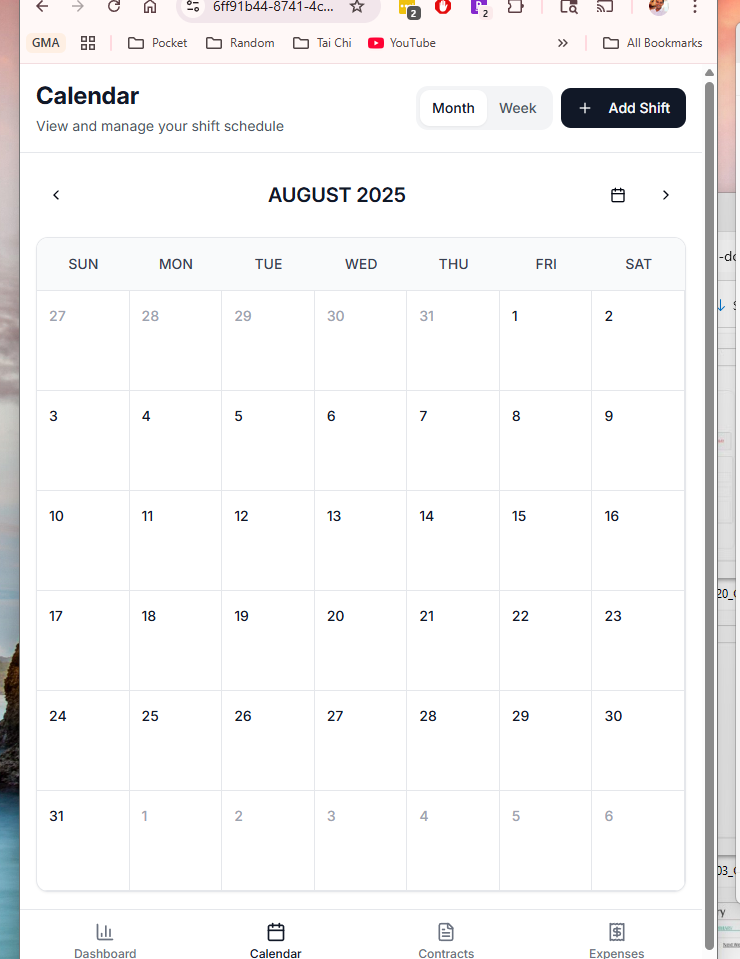 6ff91b44-8741-4c...
2
2
GMA
Pocket
Random
Tai Chi
YouTube
All Bookmarks
Calendar
View and manage your shift schedule
Month
Week
+ Add Shift
AUGUST 2025
SUN MON TUE WED THU FRI SAT
27 28 29 30 31 1 2
3 4 5 6 7 8 9
10 11 12 13 14 15 16
17 18 19 20 21 22 23
24 25 26 27 28 29 30
31 1 2 3 4 5 6
Dashboard
Calendar
Contracts
Expenses